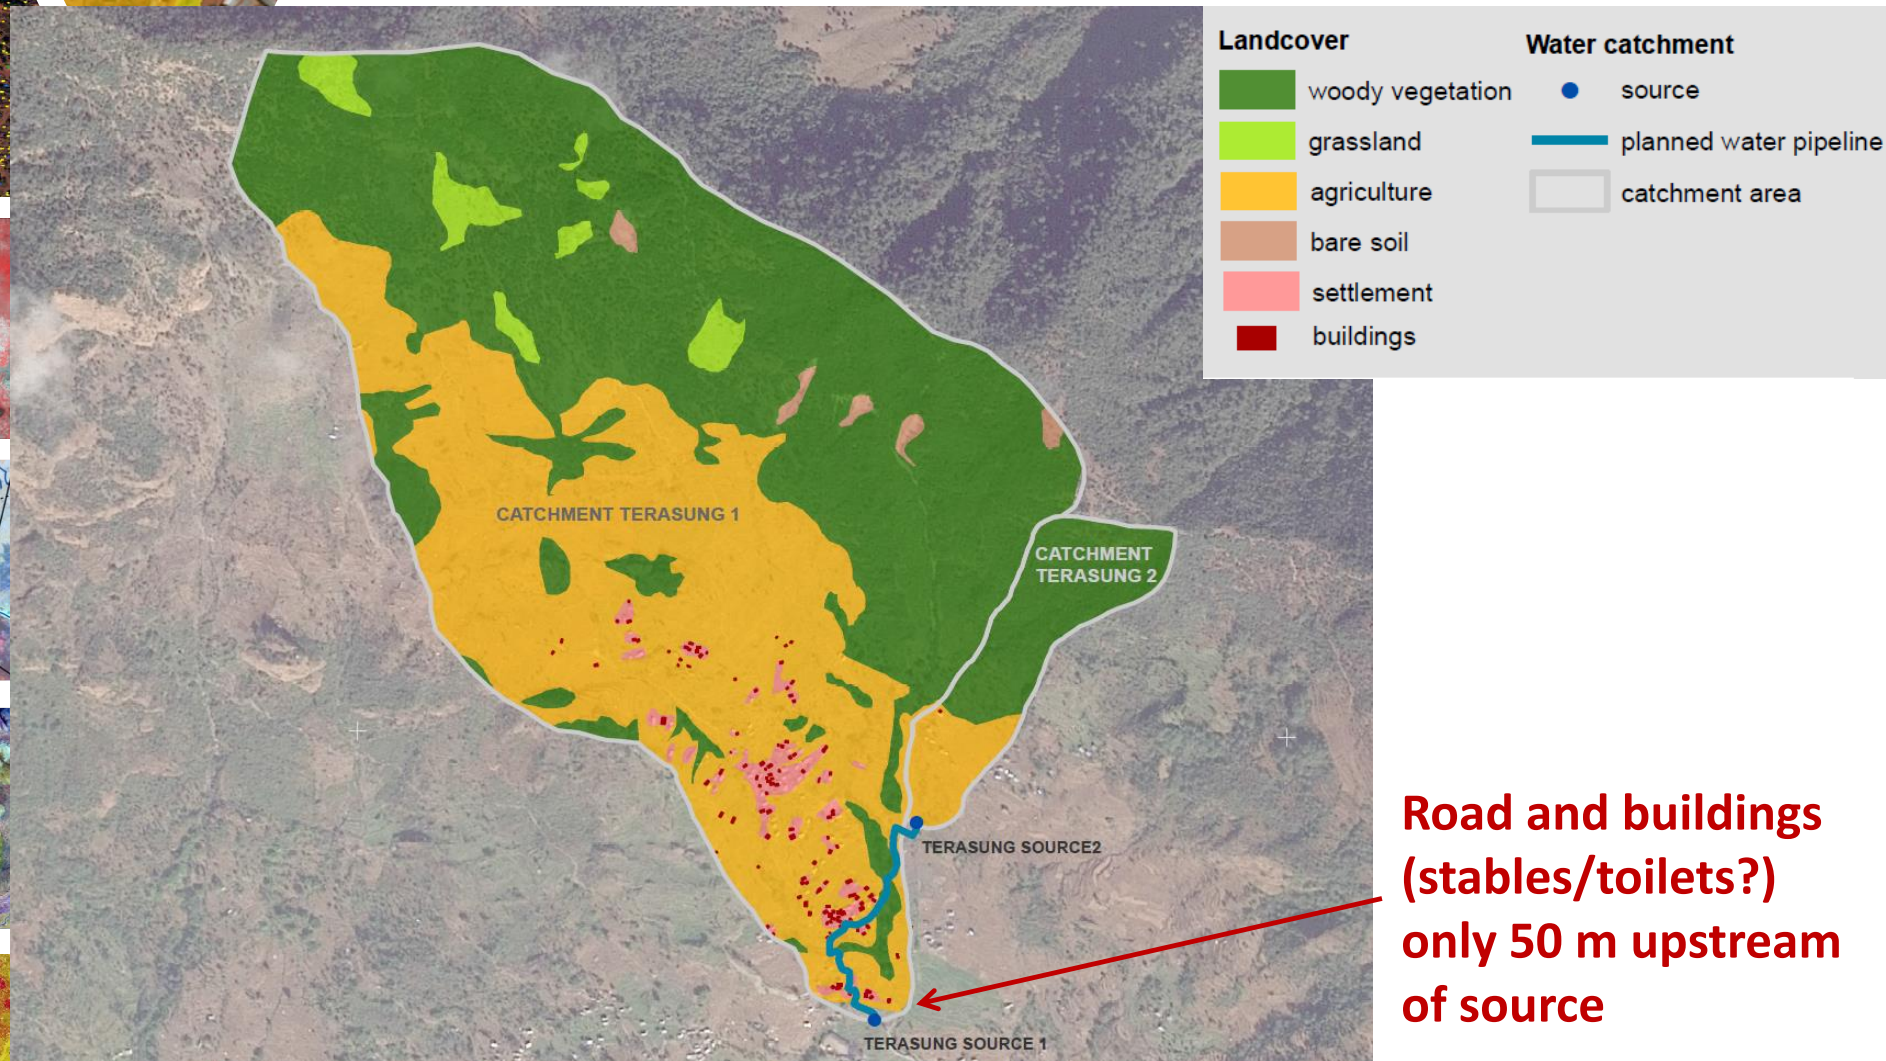 Landcover
woody vegetation
grassland
agriculture
bare soil
settlement
buildings
Water catchment
source
planned water pipeline
catchment area
CATCHMENT TERASUNG 1
CATCHMENT
TERASUNG 2
TERASUNG SOURCE2
TERASUNG SOURCE 1
Road and buildings
(stables/toilets?)
only 50 m upstream
of source